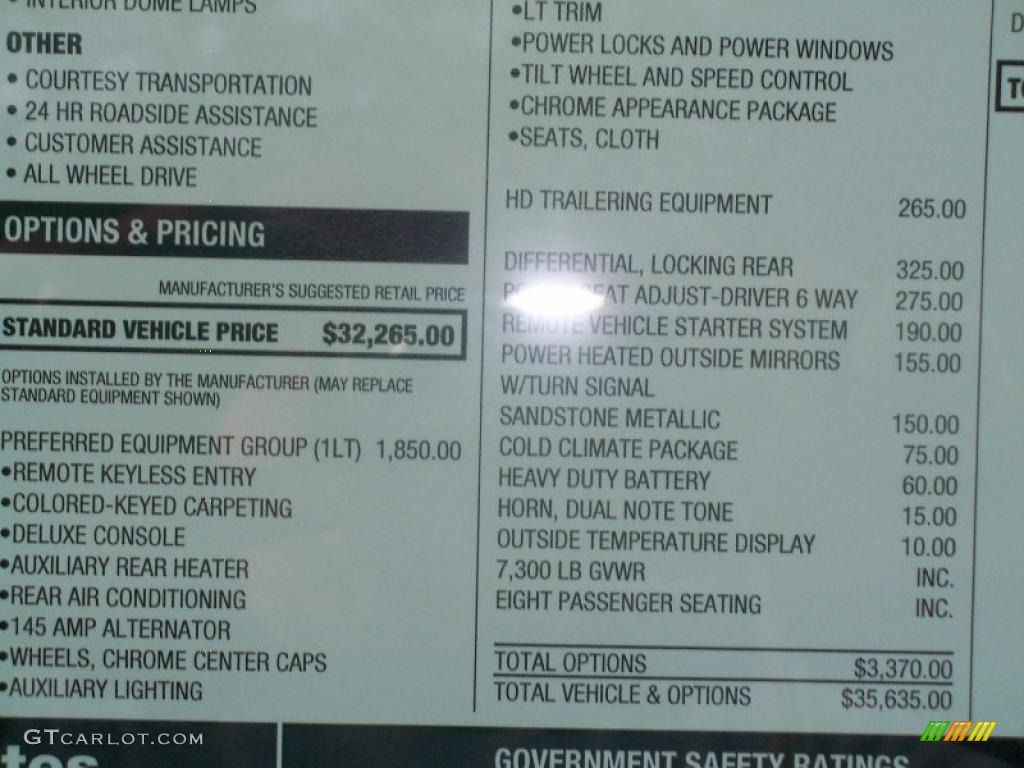 • INTERIOR DOME LAMPS
OTHER
• COURTESY TRANSPORTATION
• 24 HR ROADSIDE ASSISTANCE
• CUSTOMER ASSISTANCE
• ALL WHEEL DRIVE
OPTIONS & PRICING
MANUFACTURER'S SUGGESTED RETAIL PRICE
STANDARD VEHICLE PRICE $32,265.00
OPTIONS INSTALLED BY THE MANUFACTURER (MAY REPLACE
STANDARD EQUIPMENT SHOWN)
PREFERRED EQUIPMENT GROUP (1LT) 1,850.00
•REMOTE KEYLESS ENTRY
•COLORED-KEYED CARPETING
•DELUXE CONSOLE
•AUXILIARY REAR HEATER
•REAR AIR CONDITIONING
•145 AMP ALTERNATOR
•WHEELS, CHROME CENTER CAPS
•AUXILIARY LIGHTING
•LT TRIM
•POWER LOCKS AND POWER WINDOWS
•TILT WHEEL AND SPEED CONTROL
•CHROME APPEARANCE PACKAGE
•SEATS, CLOTH
HD TRAILERING EQUIPMENT 265.00
DIFFERENTIAL, LOCKING REAR 325.00
POWER SEAT ADJUST-DRIVER 6 WAY 275.00
REMOTE VEHICLE STARTER SYSTEM 190.00
POWER HEATED OUTSIDE MIRRORS 155.00
W/TURN SIGNAL
SANDSTONE METALLIC 150.00
COLD CLIMATE PACKAGE 75.00
HEAVY DUTY BATTERY 60.00
HORN, DUAL NOTE TONE 15.00
OUTSIDE TEMPERATURE DISPLAY 10.00
7,300 LB GVWR INC.
EIGHT PASSENGER SEATING INC.
TOTAL OPTIONS $3,370.00
TOTAL VEHICLE & OPTIONS $35,635.00
GOVERNMENT SAFETY RATINGS
GTCARLOT.COM